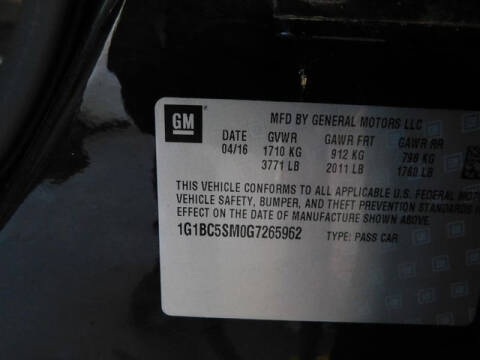 GM
MFD BY GENERAL MOTORS LLC
DATE GVWR GAWR FRT GAWR RR
04/16 1710 KG 912 KG 798 KG
3771 LB 2011 LB 1760 LB
THIS VEHICLE CONFORMS TO ALL APPLICABLE U.S. FEDERAL MOTOR
VEHICLE SAFETY, BUMPER, AND THEFT PREVENTION STANDARDS IN
EFFECT ON THE DATE OF MANUFACTURE SHOWN ABOVE.
1G1BC5SM0G7265962 TYPE: PASS CAR